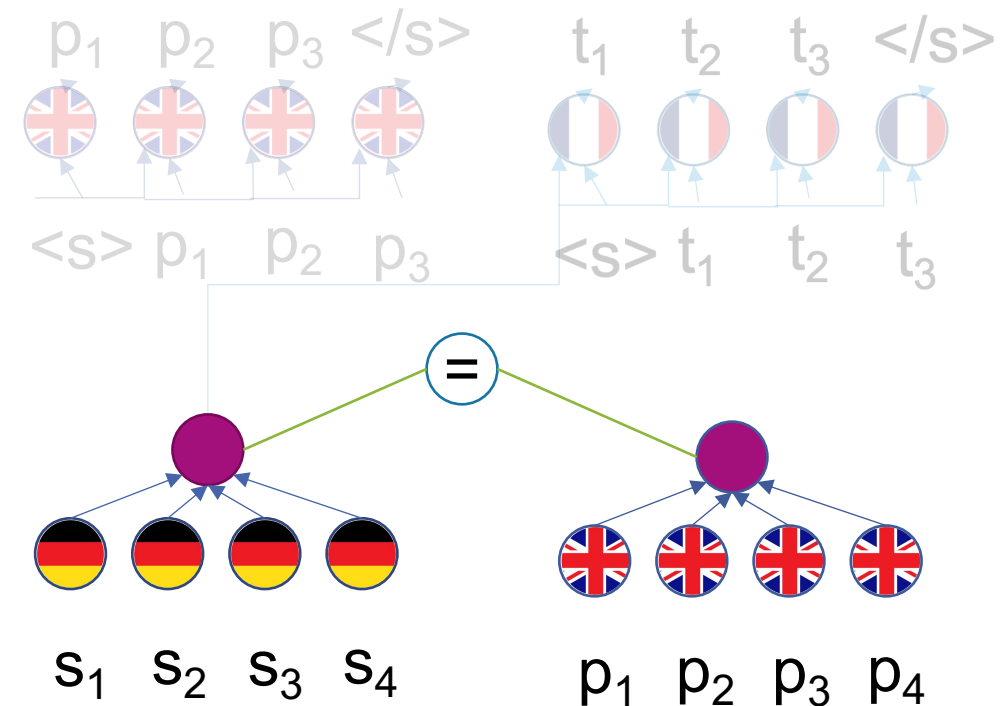 p₁ p₂ p₃ </s> t₁ t₂ t₃ </s>
<s> p₁ p₂ p₃ <s> t₁ t₂ t₃
=
s₁ s₂ s₃ s₄ p₁ p₂ p₃ p₄